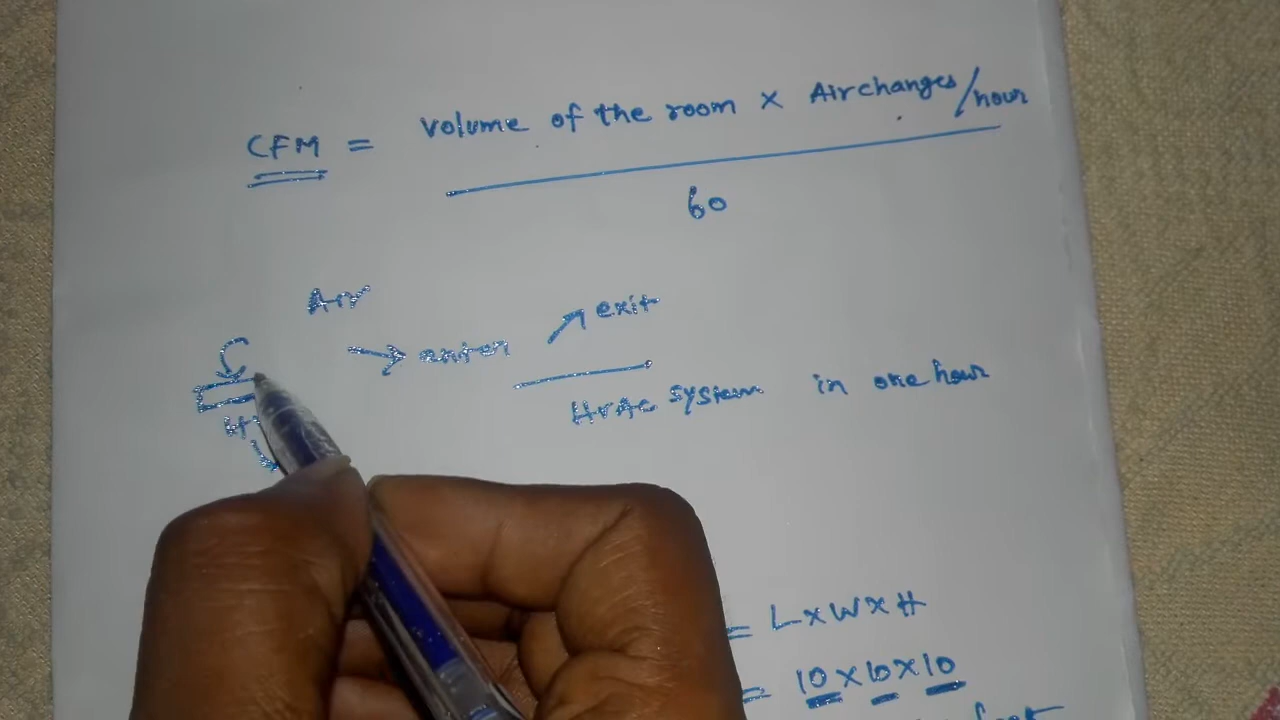 CFM = Volume of the room × Airchanges/hour
60
Air
→ enter ↗ exit
HVAC system in one hour
= L×W×H
= 10×10×10